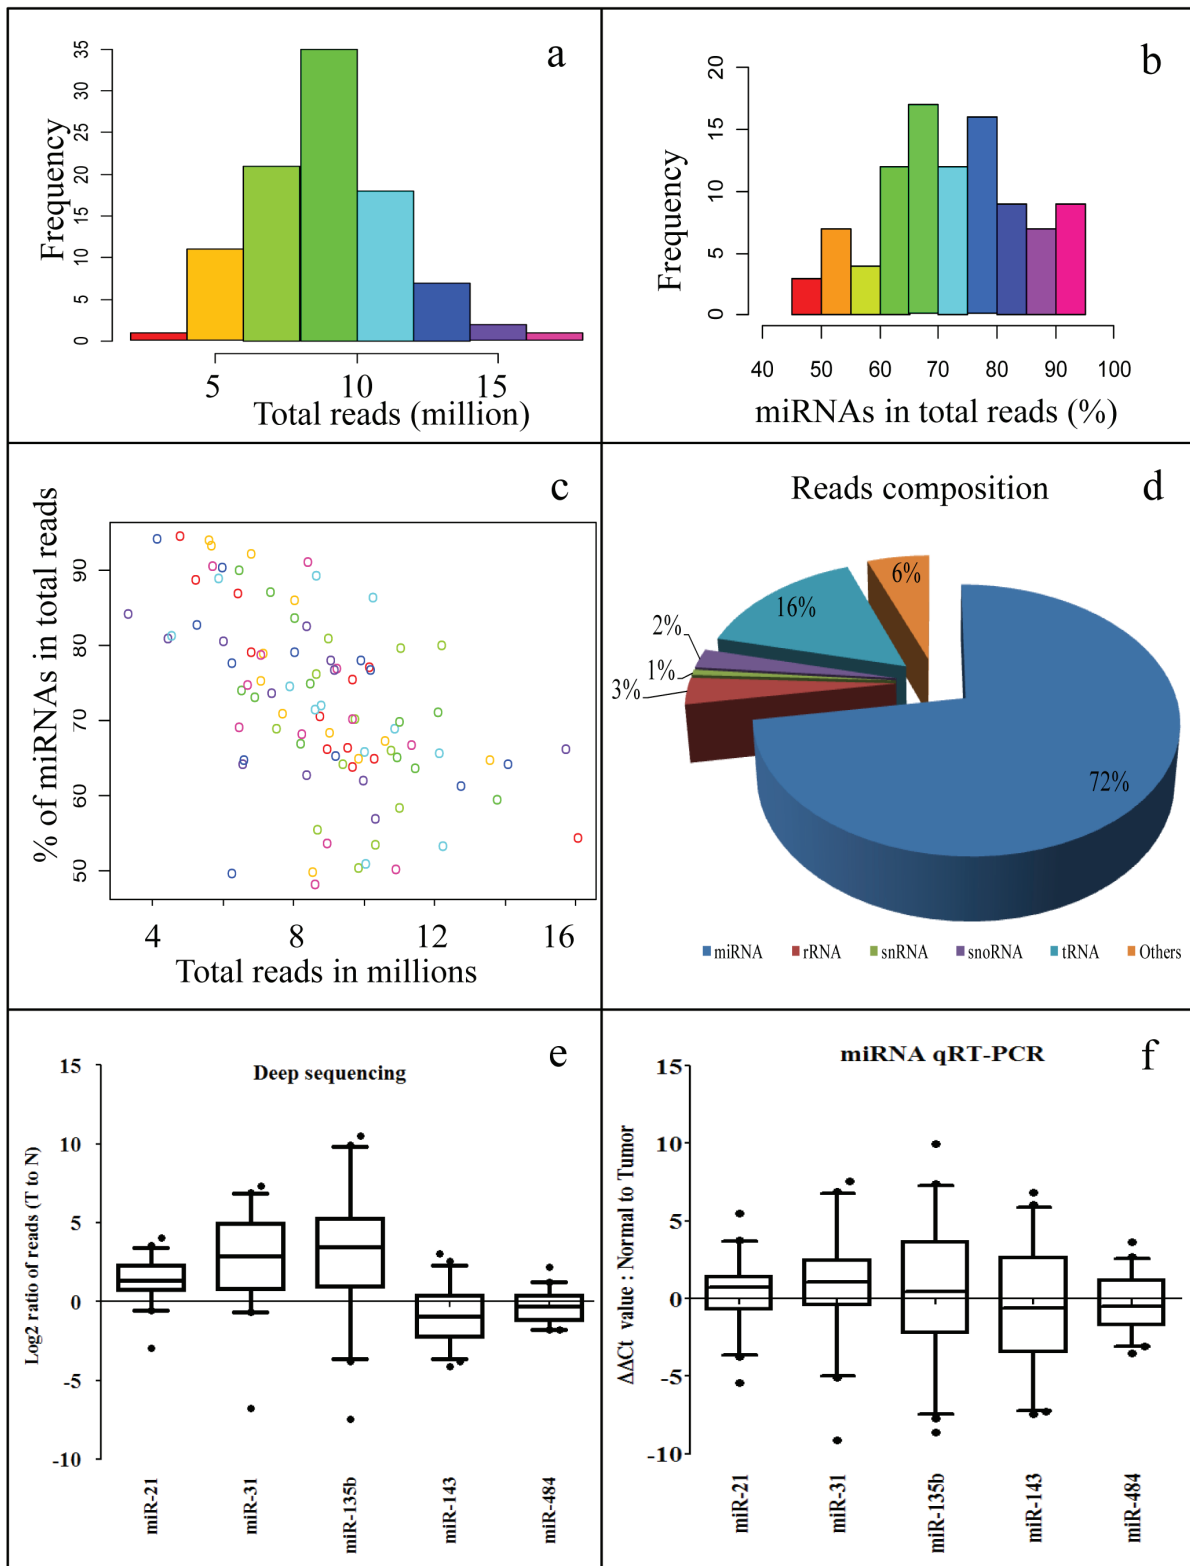 a
Frequency
0 5 10 15 20 25 30 35
5 10 15
Total reads (million)
b
Frequency
0 5 10 15 20
40 50 60 70 80 90 100
miRNAs in total reads (%)
c
% of miRNAs in total reads
50 60 70 80 90
4 8 12 16
Total reads in millions
Reads composition
d
6%
16%
2%
1%
3%
72%
miRNA rRNA snRNA snoRNA tRNA Others
e
Deep sequencing
Log2 ratio of reads (T to N)
15
10
5
0
-5
-10
miR-21 miR-31 miR-135b miR-143 miR-484
f
miRNA qRT-PCR
ΔΔCt value : Normal to Tumor
15
10
5
0
-5
-10
miR-21 miR-31 miR-135b miR-143 miR-484